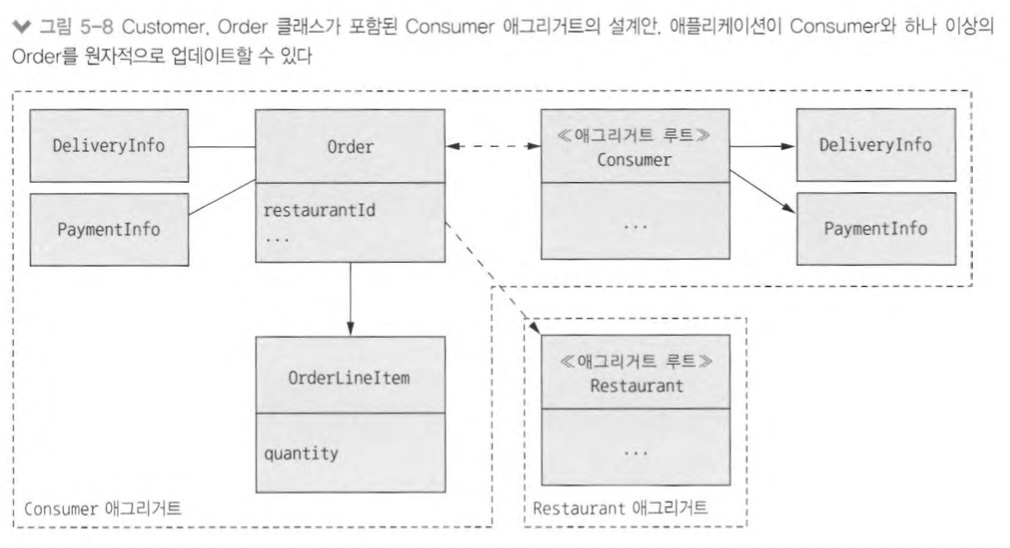 그림 5-8 Customer, Order 클래스가 포함된 Consumer 애그리거트의 설계안. 애플리케이션이 Consumer와 하나 이상의
Order를 원자적으로 업데이트할 수 있다
DeliveryInfo
PaymentInfo
Order
restaurantId
...
≪애그리거트 루트≫
Consumer
...
DeliveryInfo
PaymentInfo
OrderLineItem
quantity
≪애그리거트 루트≫
Restaurant
...
Consumer 애그리거트
Restaurant 애그리거트